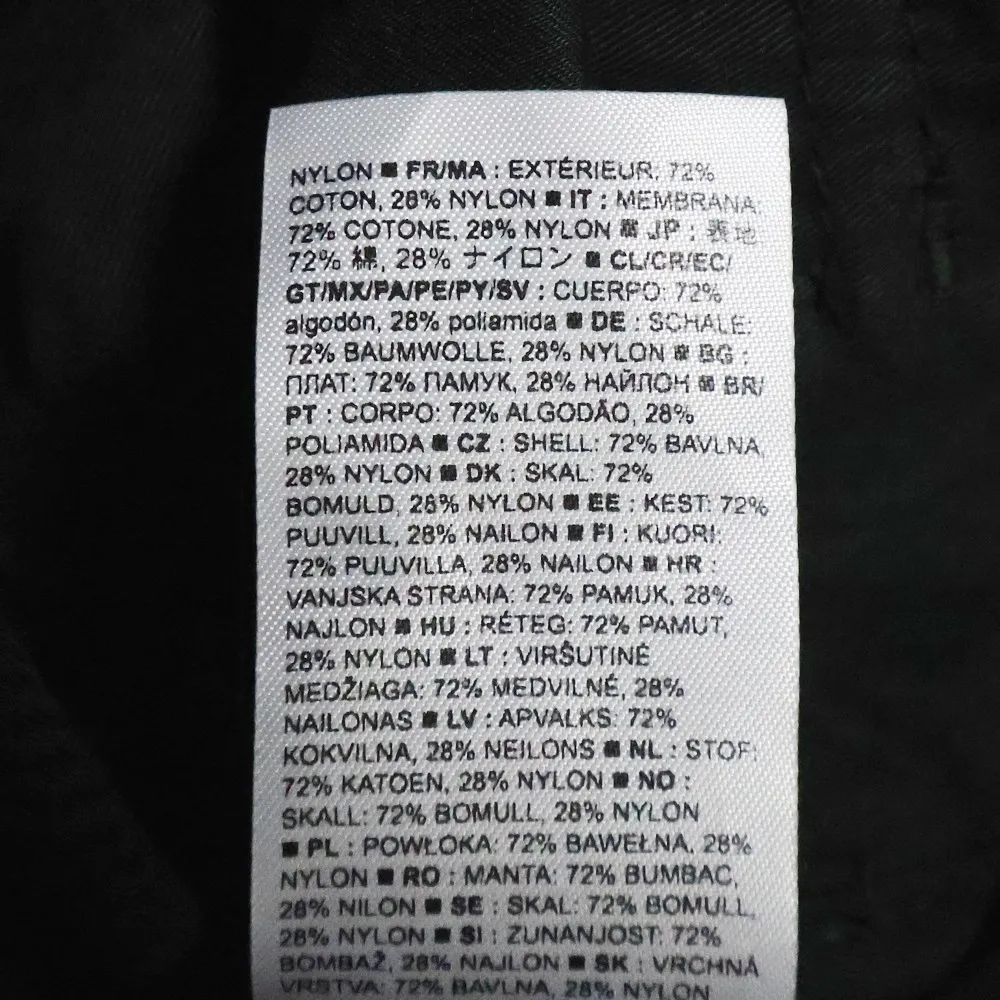 NYLON ■ FR/MA : EXTÉRIEUR: 72%
COTON, 28% NYLON ■ IT : MEMBRANA:
72% COTONE, 28% NYLON ■ JP : 表地:
72% 綿, 28% ナイロン ■ CL/CR/EC/
GT/MX/PA/PE/PY/SV : CUERPO: 72%
algodón, 28% poliamida ■ DE : SCHALE:
72% BAUMWOLLE, 28% NYLON ■ BG :
ПЛАТ: 72% ПАМУК, 28% НАЙЛОН ■ BR/
PT : CORPO: 72% ALGODÃO, 28%
POLIAMIDA ■ CZ : SHELL: 72% BAVLNA,
28% NYLON ■ DK : SKAL: 72%
BOMULD, 28% NYLON ■ EE : KEST: 72%
PUUVILL, 28% NAILON ■ FI : KUORI:
72% PUUVILLA, 28% NAILON ■ HR :
VANJSKA STRANA: 72% PAMUK, 28%
NAJLON ■ HU : RÉTEG: 72% PAMUT,
28% NYLON ■ LT : VIRŠUTINĖ
MEDŽIAGA: 72% MEDVILNĖ, 28%
NAILONAS ■ LV : APVALKS: 72%
KOKVILNA, 28% NEILONS ■ NL : STOF:
72% KATOEN, 28% NYLON ■ NO :
SKALL: 72% BOMULL, 28% NYLON
■ PL : POWŁOKA: 72% BAWEŁNA, 28%
NYLON ■ RO : MANTA: 72% BUMBAC,
28% NILON ■ SE : SKAL: 72% BOMULL,
28% NYLON ■ SI : ZUNANJOST: 72%
BOMBAŽ, 28% NAJLON ■ SK : VRCHNÁ
VRSTVA: 72% BAVLNA, 28% NYLON